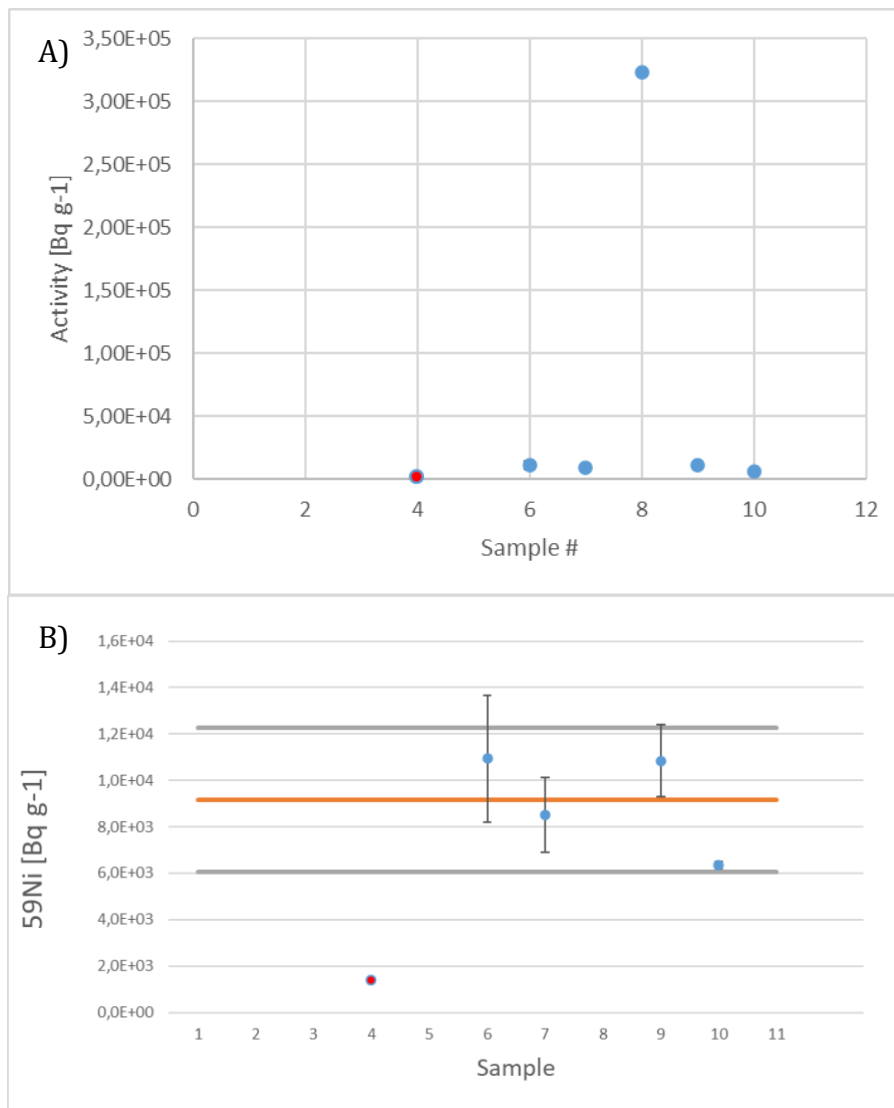 A)
3,50E+05
3,00E+05
2,50E+05
2,00E+05
1,50E+05
1,00E+05
5,00E+04
0,00E+00
Activity [Bq g-1]
0 2 4 6 8 10 12
Sample #
B)
1,6E+04
1,4E+04
1,2E+04
1,0E+04
8,0E+03
6,0E+03
4,0E+03
2,0E+03
0,0E+00
59Ni [Bq g-1]
1 2 3 4 5 6 7 8 9 10 11
Sample